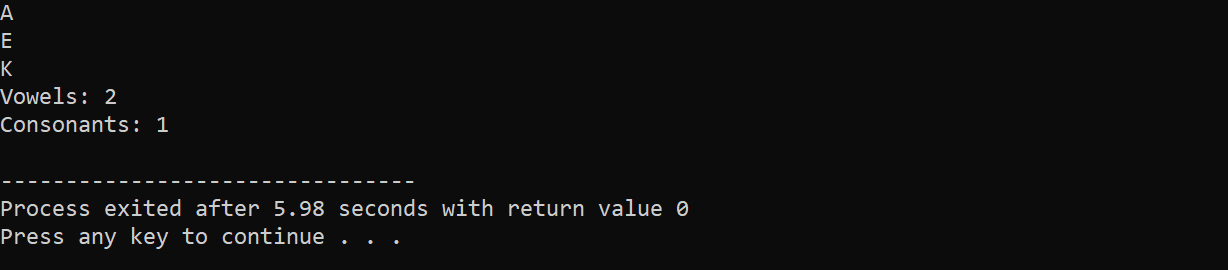 A
E
K
Vowels: 2
Consonants: 1
--------------------------------
Process exited after 5.98 seconds with return value 0
Press any key to continue . . .